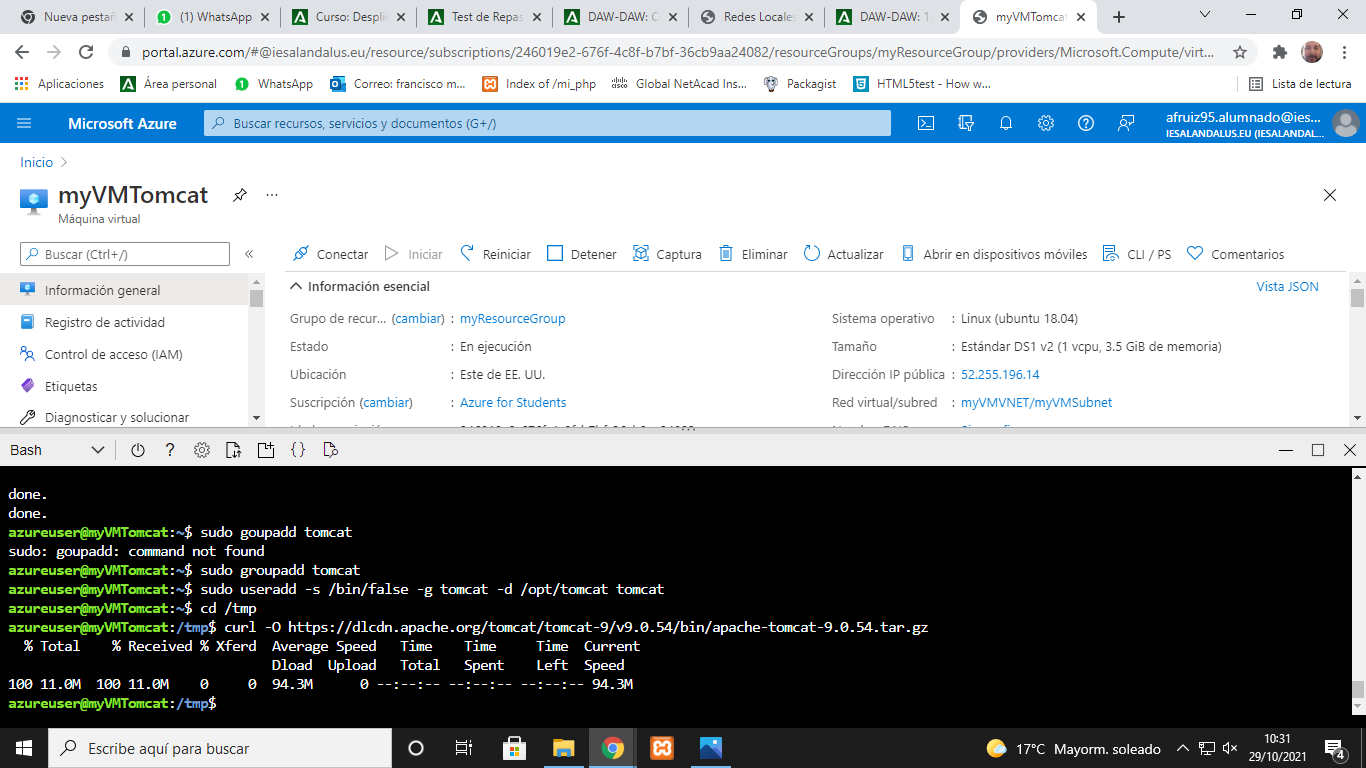 Nueva pestañ
(1) WhatsApp
Curso: Despli
Test de Repas
DAW-DAW: C
Redes Locales
DAW-DAW: 1.
myVMTomcat
portal.azure.com/#@iesalandalus.eu/resource/subscriptions/246019e2-676f-4c8f-b7bf-36cb9aa24082/resourceGroups/myResourceGroup/providers/Microsoft.Compute/virt...
Aplicaciones
Área personal
WhatsApp
Correo: francisco m...
Index of /mi_php
Global NetAcad Ins...
Packagist
HTML5test - How w...
Lista de lectura
Microsoft Azure
Buscar recursos, servicios y documentos (G+/)
afruiz95.alumnado@ies...
IESALANDALUS.EU (IESALANDAL...
Inicio >
myVMTomcat
Máquina virtual
Buscar (Ctrl+/)
Conectar
Iniciar
Reiniciar
Detener
Captura
Eliminar
Actualizar
Abrir en dispositivos móviles
CLI / PS
Comentarios
Información general
Registro de actividad
Control de acceso (IAM)
Etiquetas
Diagnosticar y solucionar
Información esencial
Vista JSON
Grupo de recur... (cambiar) : myResourceGroup
Estado : En ejecución
Ubicación : Este de EE. UU.
Suscripción (cambiar) : Azure for Students
Sistema operativo : Linux (ubuntu 18.04)
Tamaño : Estándar DS1 v2 (1 vcpu, 3.5 GiB de memoria)
Dirección IP pública : 52.255.196.14
Red virtual/subred : myVMVNET/myVMSubnet
Bash
done.
done.
azureuser@myVMTomcat:~$ sudo goupadd tomcat
sudo: goupadd: command not found
azureuser@myVMTomcat:~$ sudo groupadd tomcat
azureuser@myVMTomcat:~$ sudo useradd -s /bin/false -g tomcat -d /opt/tomcat tomcat
azureuser@myVMTomcat:~$ cd /tmp
azureuser@myVMTomcat:/tmp$ curl -O https://dlcdn.apache.org/tomcat/tomcat-9/v9.0.54/bin/apache-tomcat-9.0.54.tar.gz
% Total % Received % Xferd Average Speed Time Time Time Current
Dload Upload Total Spent Left Speed
100 11.0M 100 11.0M 0 0 94.3M 0 --:--:-- --:--:-- --:--:-- 94.3M
azureuser@myVMTomcat:/tmp$
Escribe aquí para buscar
17°C Mayorm. soleado
10:31
29/10/2021
4